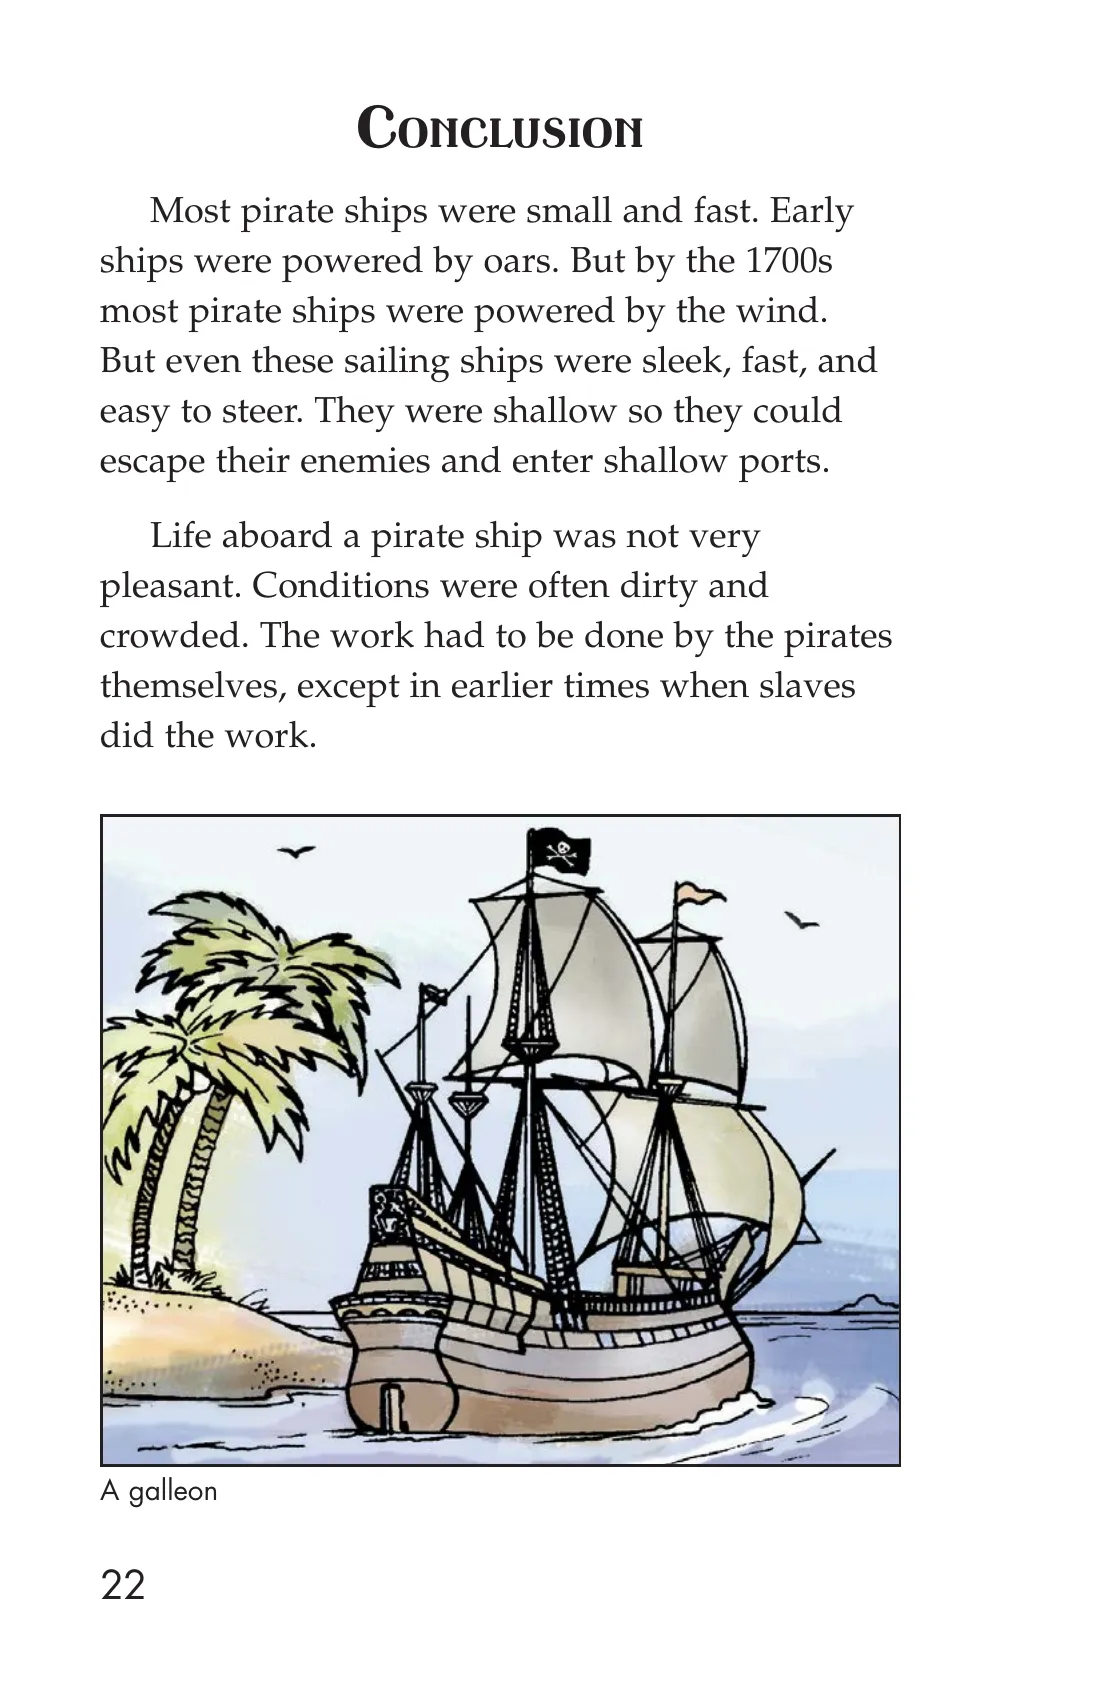 Conclusion
Most pirate ships were small and fast. Early
ships were powered by oars. But by the 1700s
most pirate ships were powered by the wind.
But even these sailing ships were sleek, fast, and
easy to steer. They were shallow so they could
escape their enemies and enter shallow ports.
Life aboard a pirate ship was not very
pleasant. Conditions were often dirty and
crowded. The work had to be done by the pirates
themselves, except in earlier times when slaves
did the work.
A galleon
22